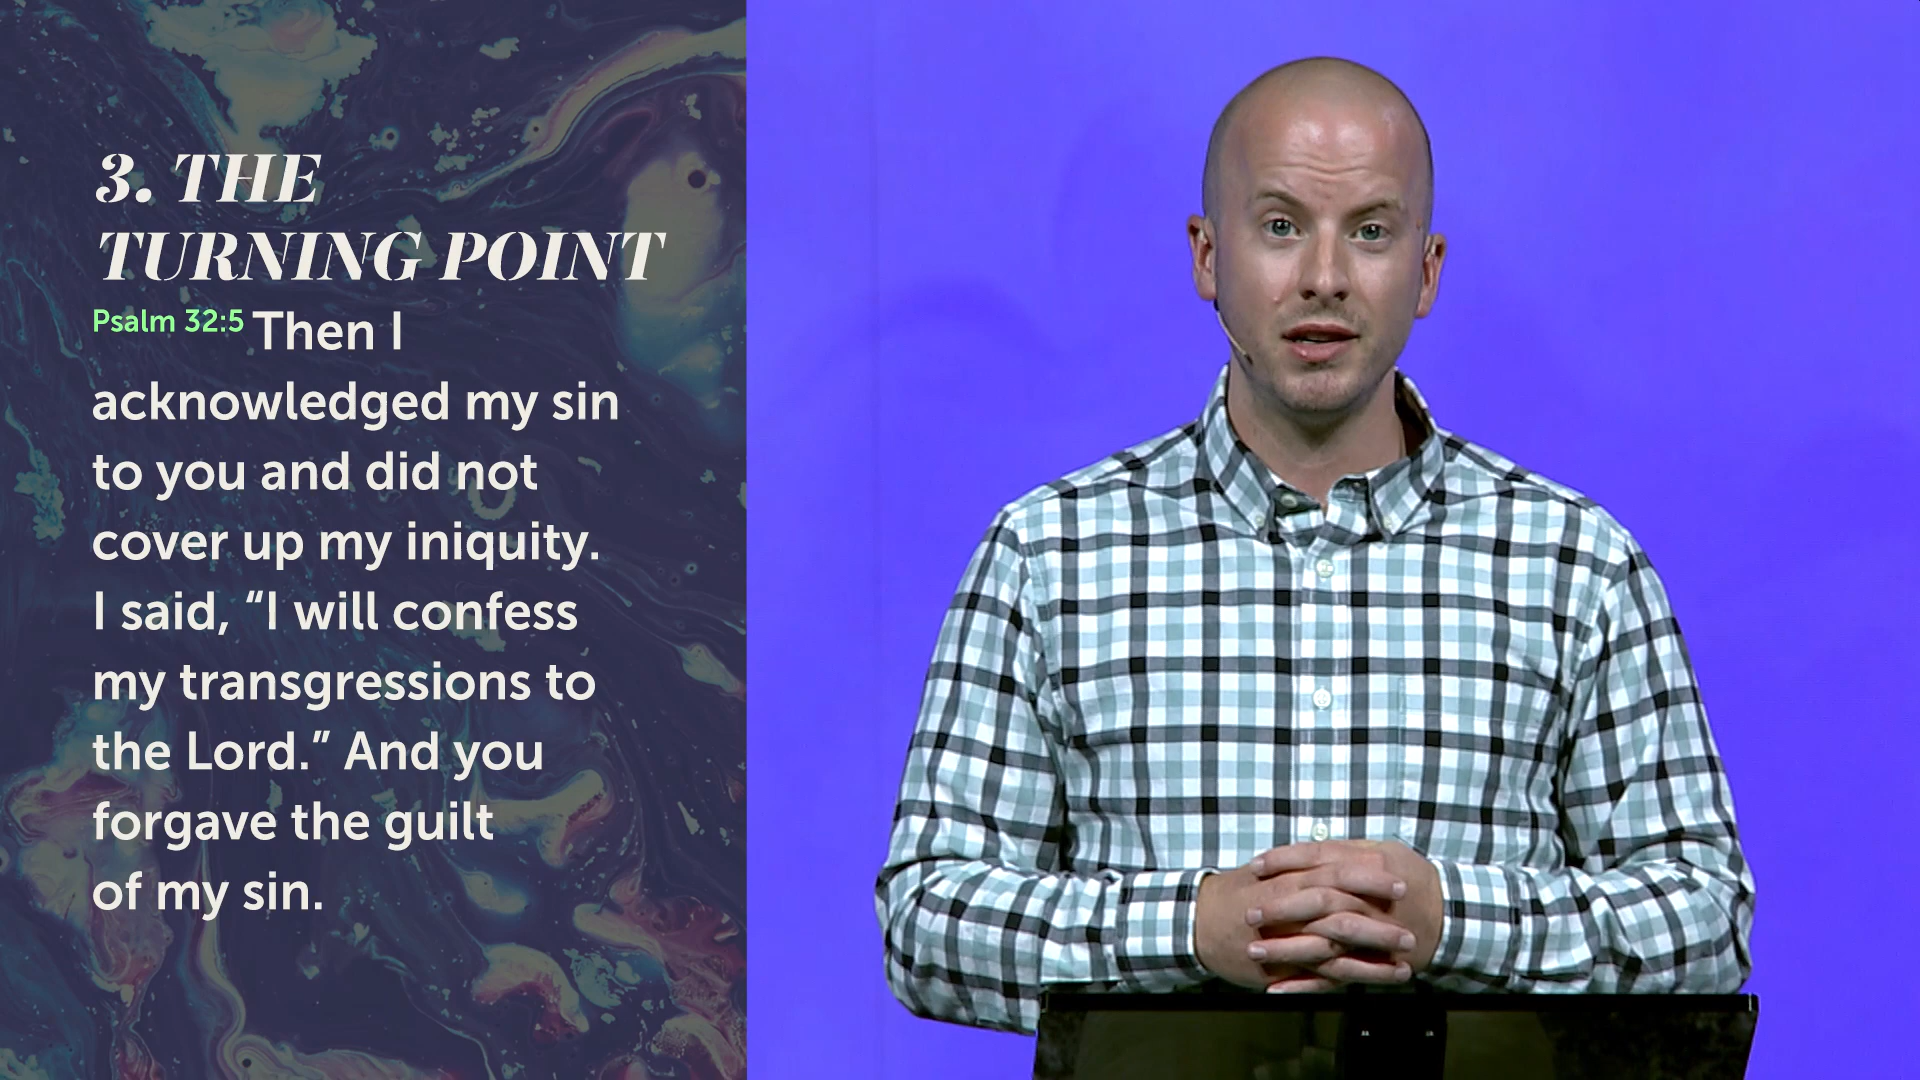 3. THE
TURNING POINT
Psalm 32:5 Then I
acknowledged my sin
to you and did not
cover up my iniquity.
I said, “I will confess
my transgressions to
the Lord.” And you
forgave the guilt
of my sin.